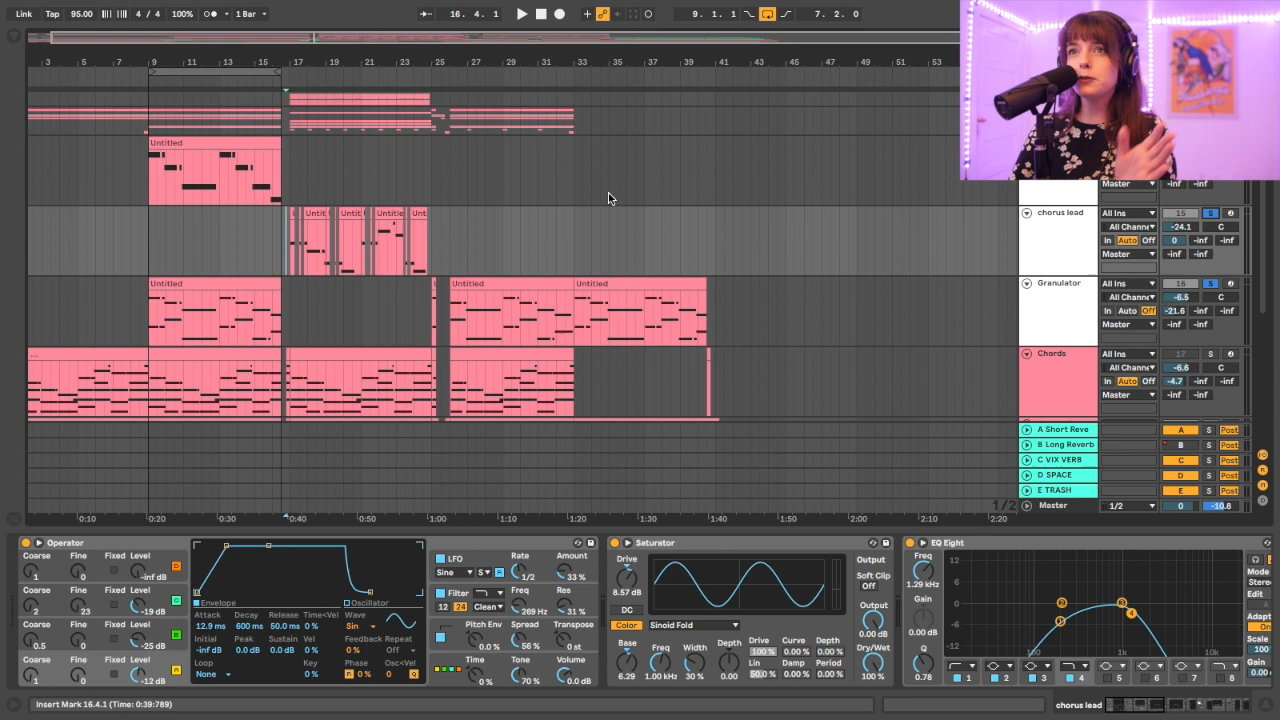 Link Tap 95.00 4 / 4 100% 1 Bar 16. 4. 1 9. 1. 1 7. 2. 0
3 5 7 9 11 13 15 17 19 21 23 25 27 29 31 33 35 37 39 41 43 45 47 49 51 53
Untitled
Master -inf -inf
Untit Untit Untitle Unt
chorus lead All Ins 15 S
All Channe -24.1 C
In Auto Off 0 -inf -inf
Master -inf -inf
Untitled Untitled Untitled
Granulator All Ins 16 S
All Channe -6.5 C
In Auto Off -21.6 -inf -inf
Master -inf -inf
...
Chords All Ins 17 S
All Channe -6.6 C
In Auto Off -4.7 -inf -inf
Master -inf -inf
A Short Reve A S Post
B Long Reverb B S Post
C VIX VERB C S Post
D SPACE D S Post
E TRASH E S Post
1/2 Master 1/2 0 -10.8
0:10 0:20 0:30 0:40 0:50 1:00 1:10 1:20 1:30 1:40 1:50 2:00 2:10 2:20
Operator
Coarse Fine Fixed Level
1 0 -inf dB D
Coarse Fine Fixed Level
2 23 -19 dB C
Coarse Fine Fixed Level
0.5 0 -25 dB B
Coarse Fine Fixed Level
1 0 -12 dB A
Envelope Oscillator
Attack Decay Release Time<Vel Wave
12.9 ms 600 ms 50.0 ms 0 % Sin
Initial Peak Sustain Vel Feedback Repeat
-inf dB 0.0 dB 0.0 dB 0 % 0 % Off
Loop Key Phase Osc<Vel
None 0 % R 0 % 0 Q
LFO Rate Amount
Sine S R 1/2 33 %
Filter Freq Res
12 24 Clean 269 Hz 31 %
Pitch Env Spread Transpose
0.0 % 56 % 0 st
Time Tone Volume
0 % 70 % 0.0 dB
Saturator
Drive
8.57 dB
DC
Color Sinoid Fold
Base Freq Width Depth
6.29 1.00 kHz 30 % 0.00
Drive Curve Depth
100 % 0.00 % 0.00 %
Lin Damp Period
50.0 % 0.00 % 0.00 %
Output
Soft Clip
Off
Output
0.00 dB
Dry/Wet
100 %
EQ Eight
Freq
1.29 kHz
Gain
0.00 dB
Q
0.78
12
6
0
-6
-12
100 1k 10k
1 2 3 4
1 2 3 4 5 6 7 8
Mode
Stereo
Edit
A
Adapt
On
Scale
100
Gain
0.00
Insert Mark 16.4.1 (Time: 0:39:789) chorus lead